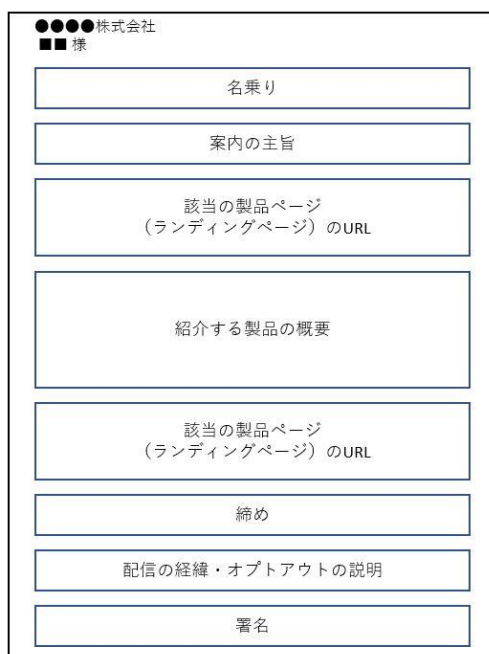 ●●●●株式会社
■■ 様
名乗り
案内の主旨
該当の製品ページ
（ランディングページ）のURL
紹介する製品の概要
該当の製品ページ
（ランディングページ）のURL
締め
配信の経緯・オプトアウトの説明
署名